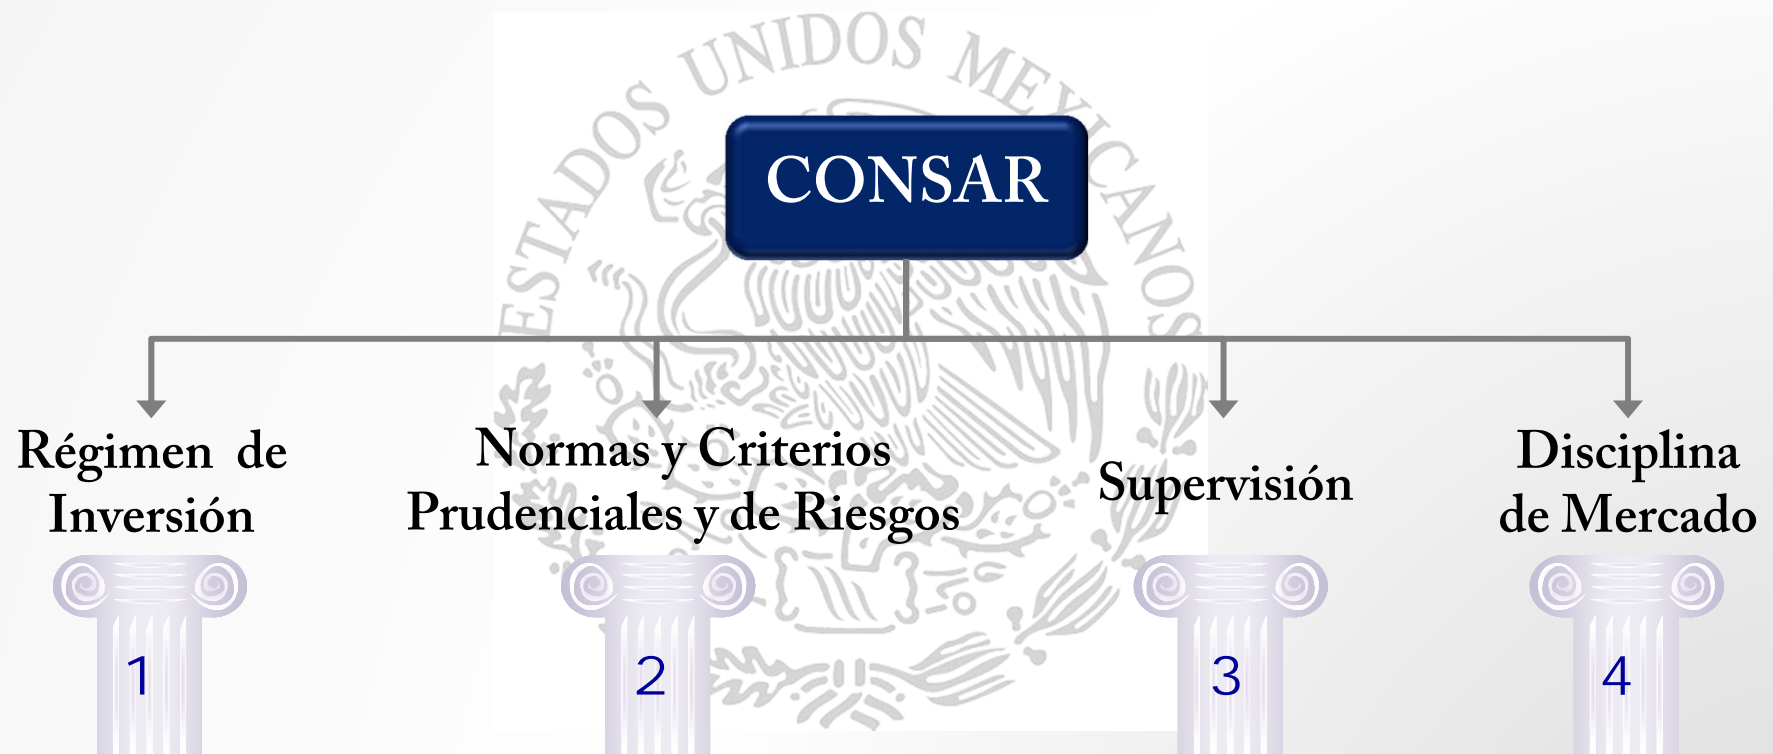 ESTADOS UNIDOS MEXICANOS
CONSAR
Régimen de
Inversión
Normas y Criterios
Prudenciales y de Riesgos
Supervisión
Disciplina
de Mercado
1
2
3
4